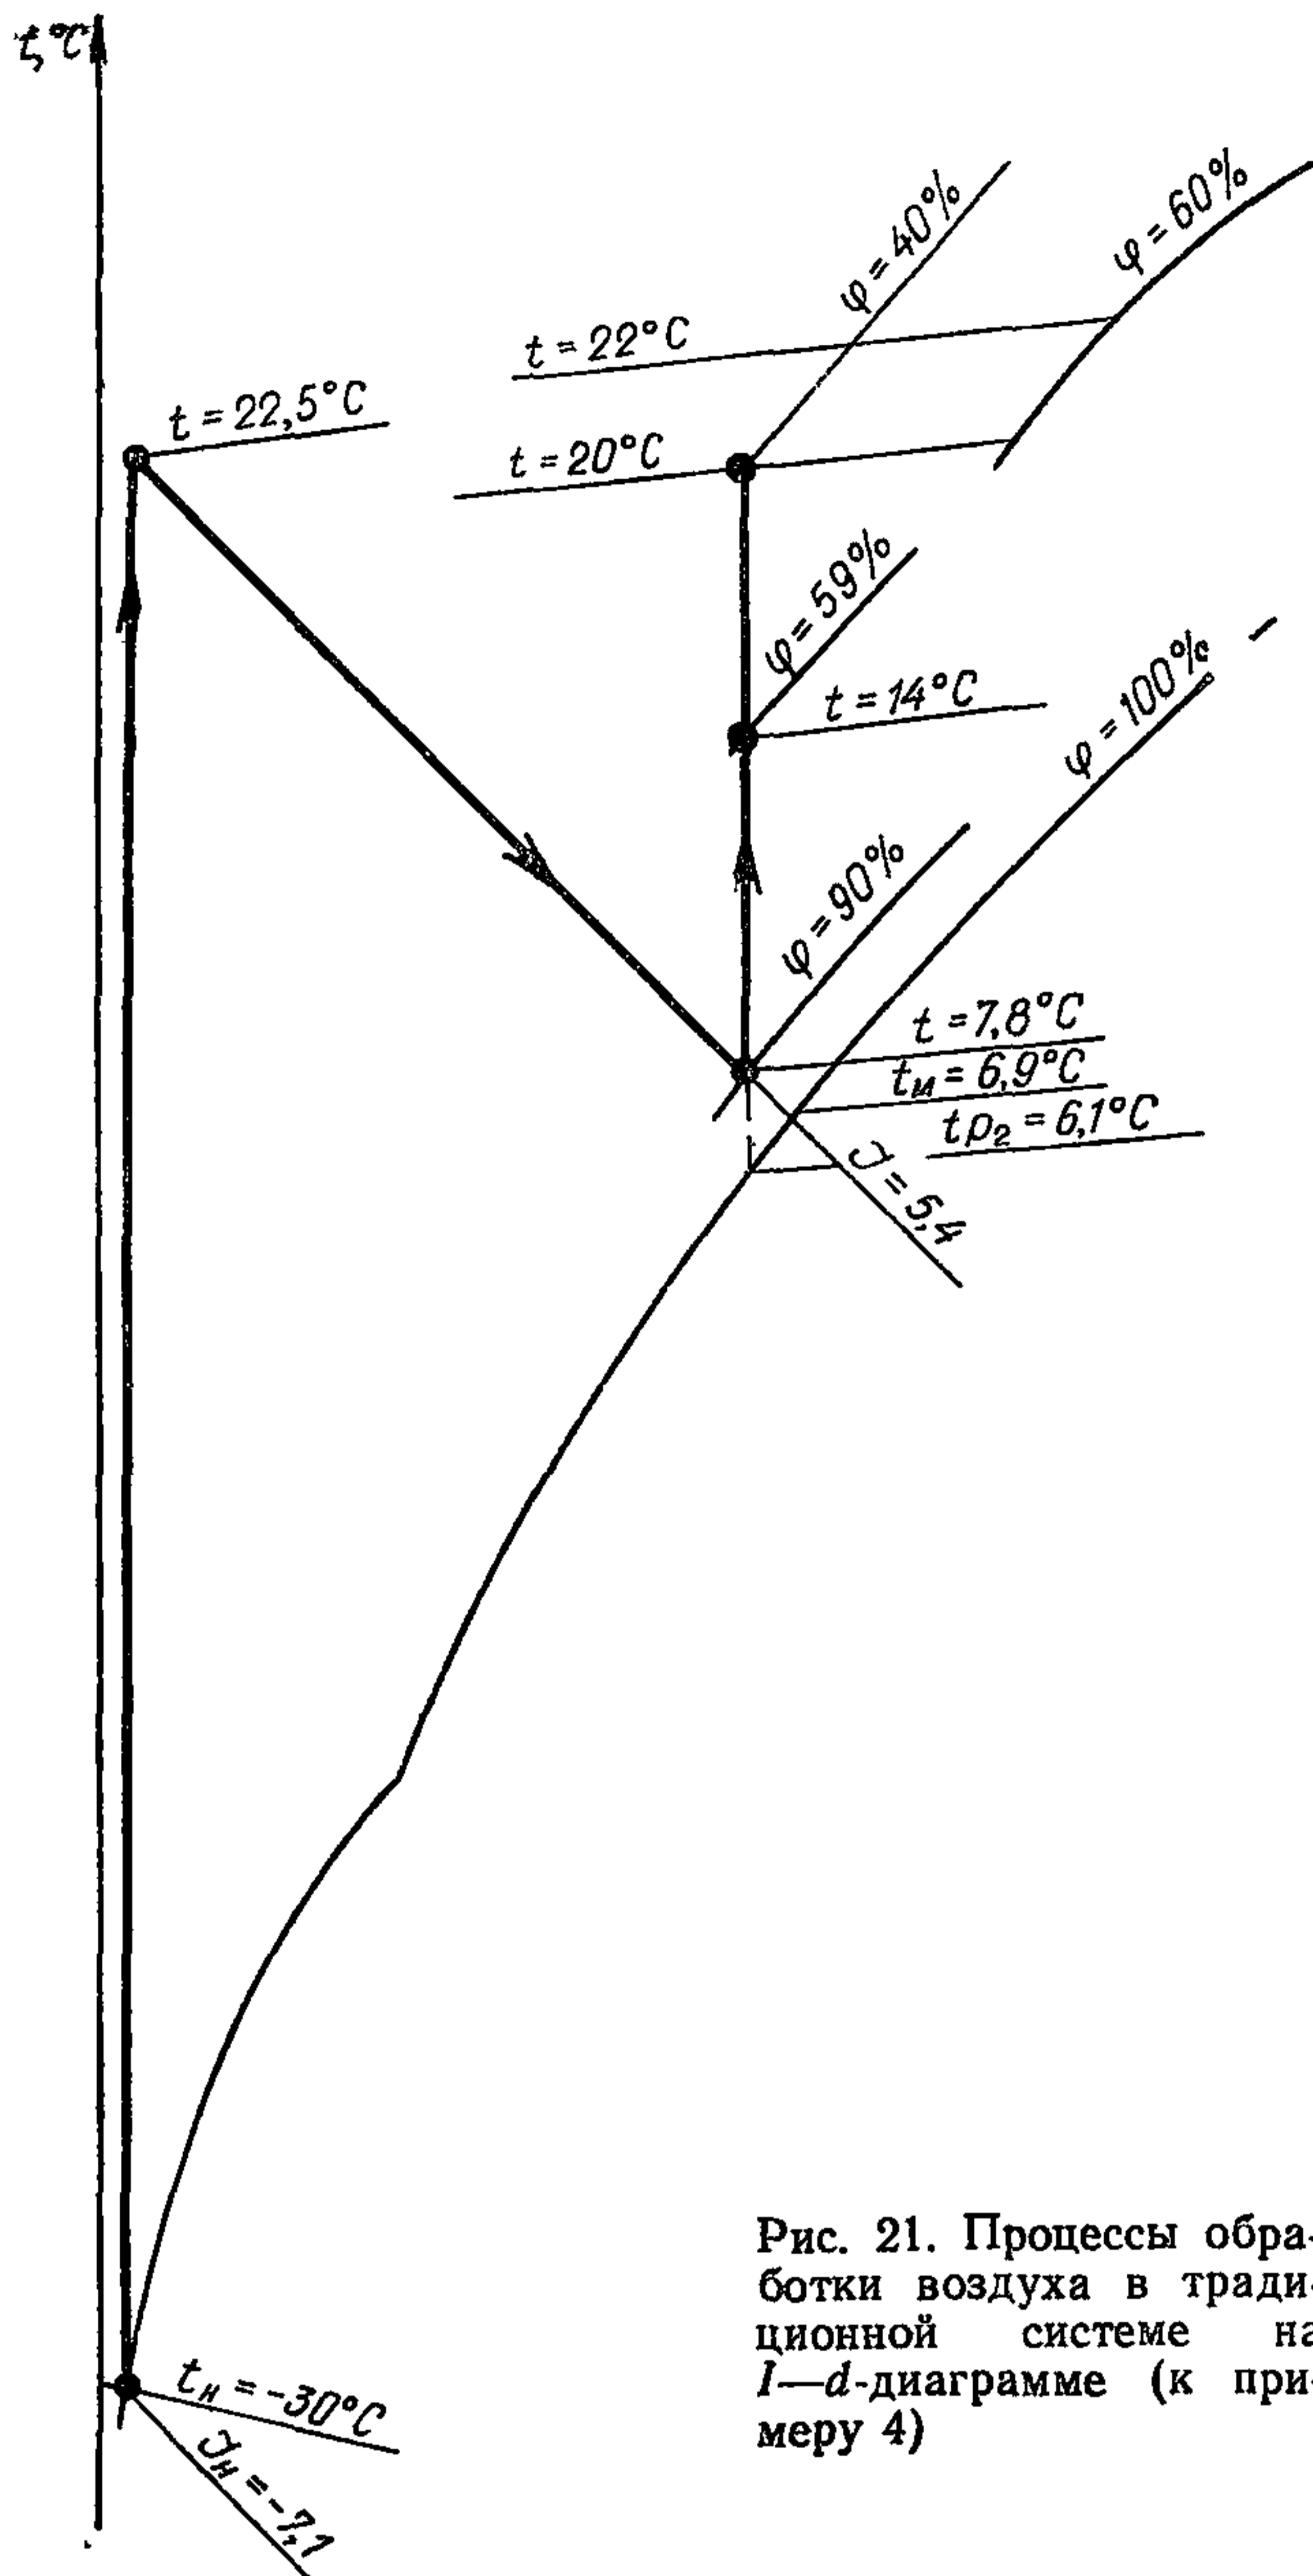 t,°C
φ=40%
φ=60%
t=22°C
t=22,5°C
t=20°C
φ=59%
φ=100%
t=14°C
φ=90%
t=7,8°C
tм=6,9°C
tp₂=6,1°C
J=5,4
tн=-30°C
Jн=-7,1
Рис. 21. Процессы обра-
ботки воздуха в тради-
ционной системе на
I—d-диаграмме (к при-
меру 4)